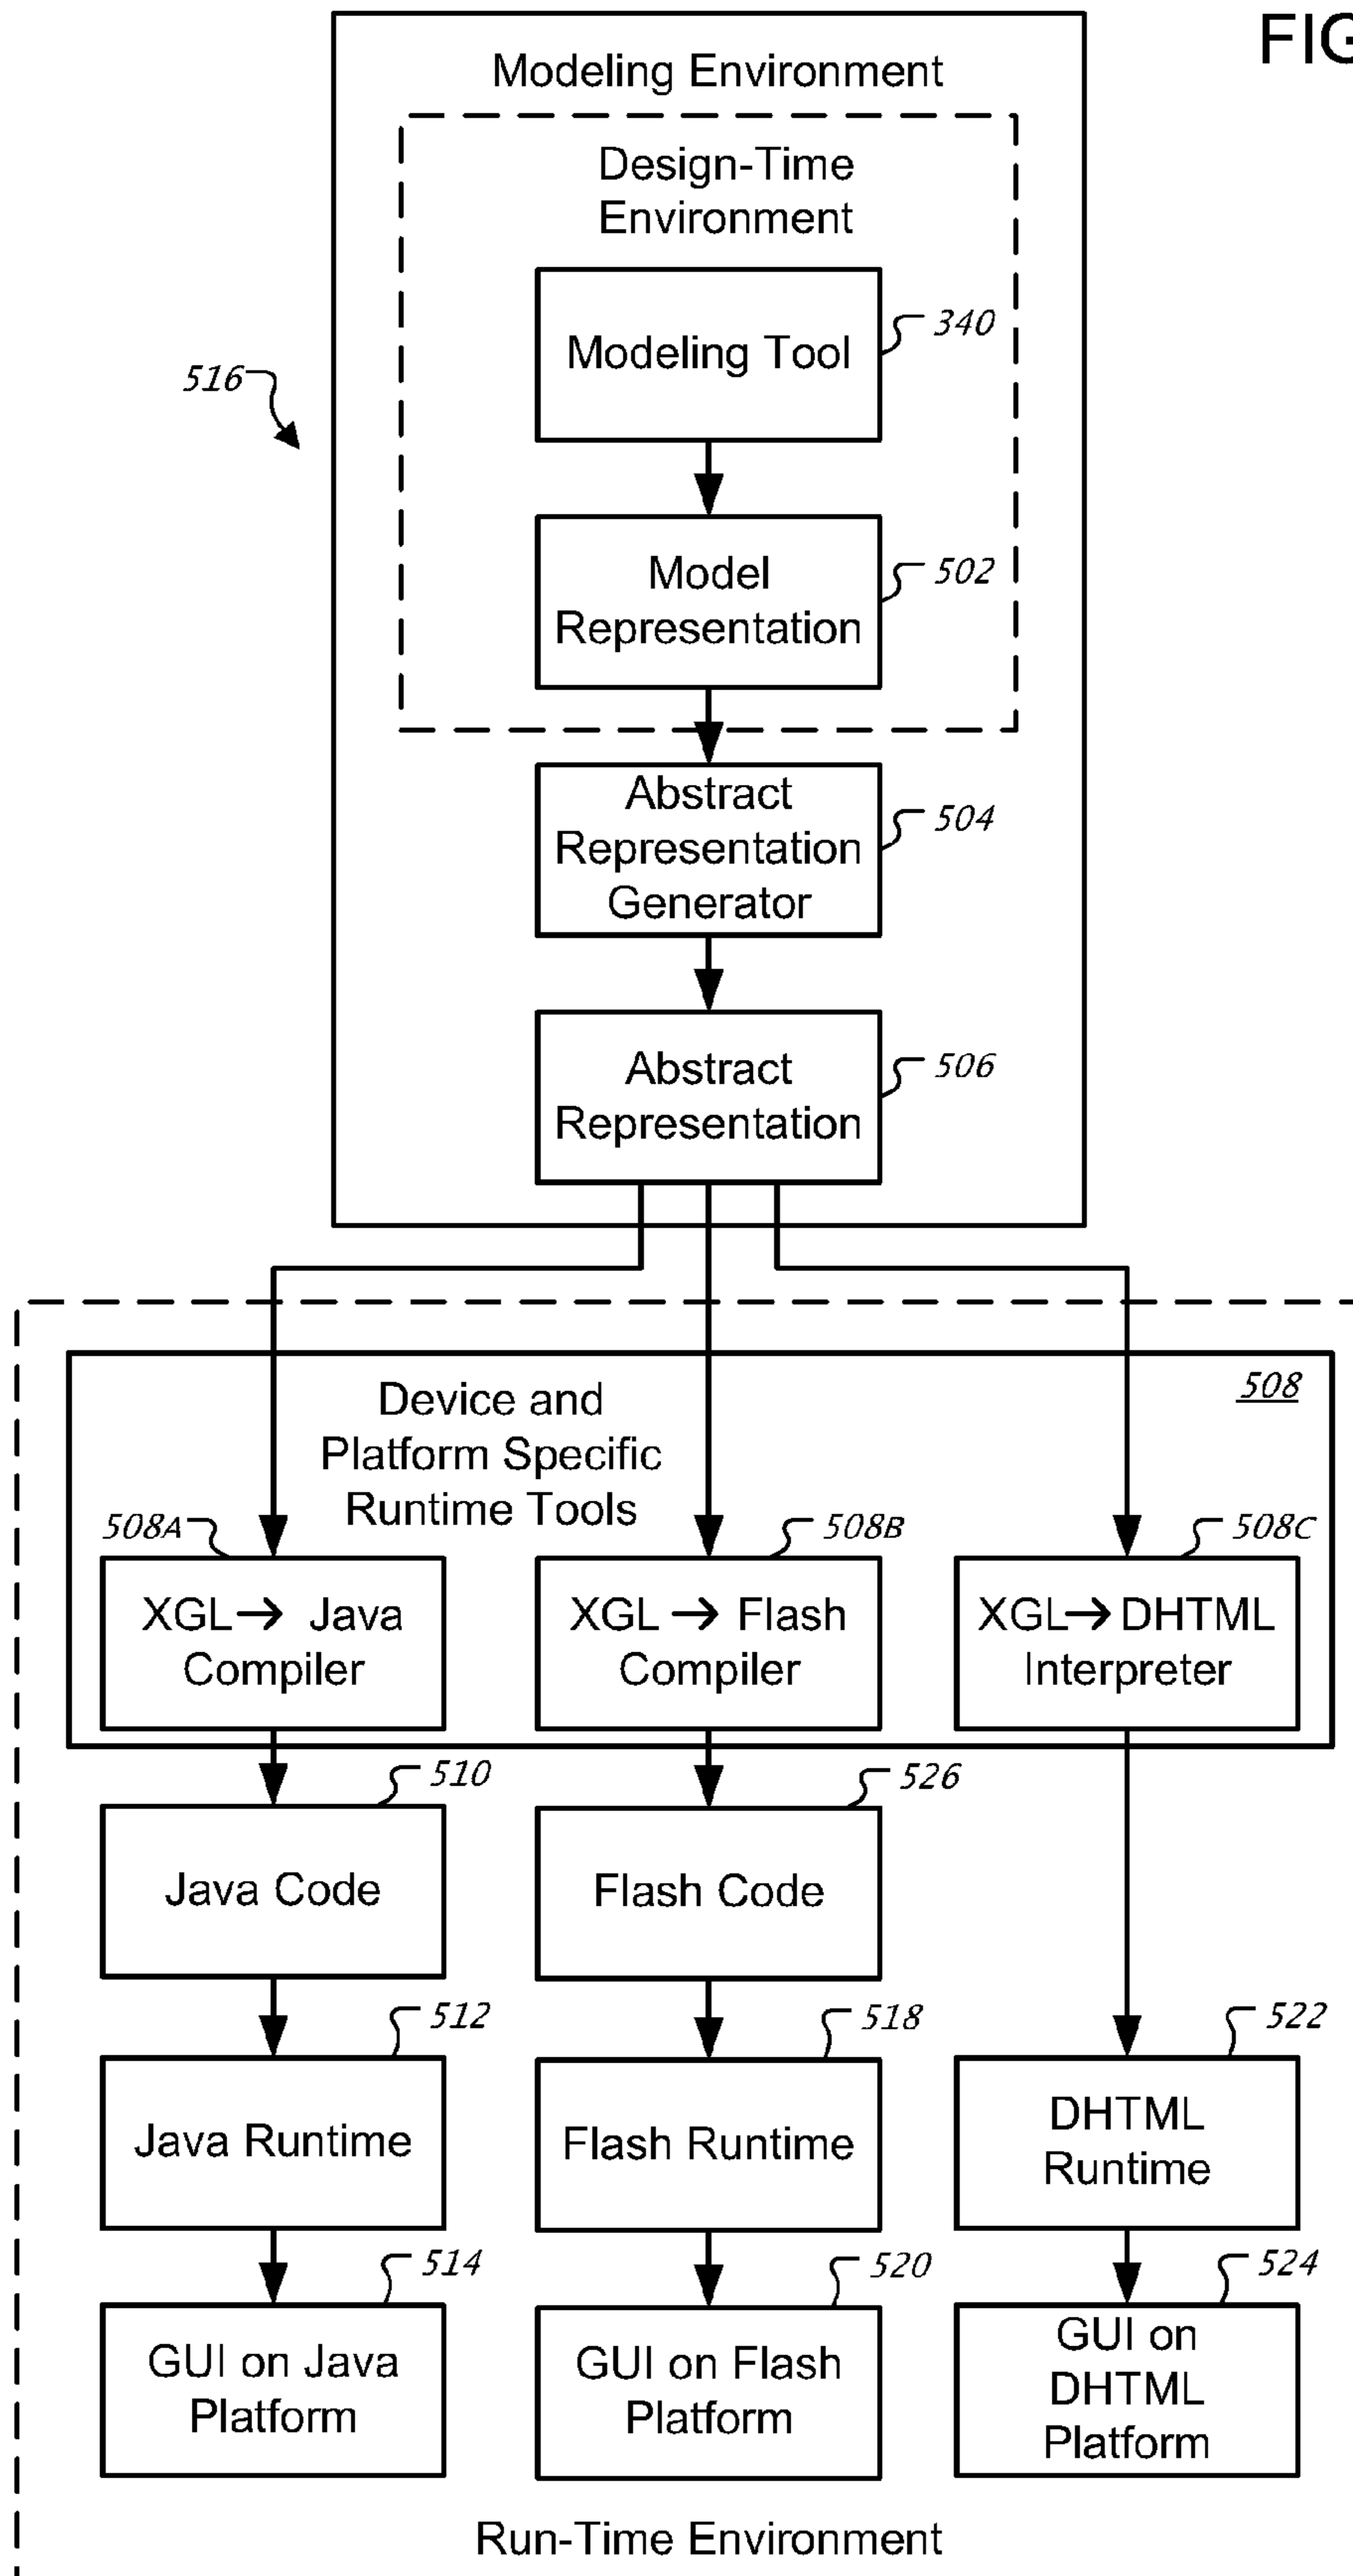 FIG
Modeling Environment
Design-Time
Environment
Modeling Tool
340
516
Model
Representation
502
Abstract
Representation
Generator
504
Abstract
Representation
506
508
Device and
Platform Specific
Runtime Tools
508A
508B
508C
XGL→ Java
Compiler
XGL → Flash
Compiler
XGL→DHTML
Interpreter
510
526
Java Code
Flash Code
512
518
522
Java Runtime
Flash Runtime
DHTML
Runtime
514
520
524
GUI on Java
Platform
GUI on Flash
Platform
GUI on
DHTML
Platform
Run-Time Environment